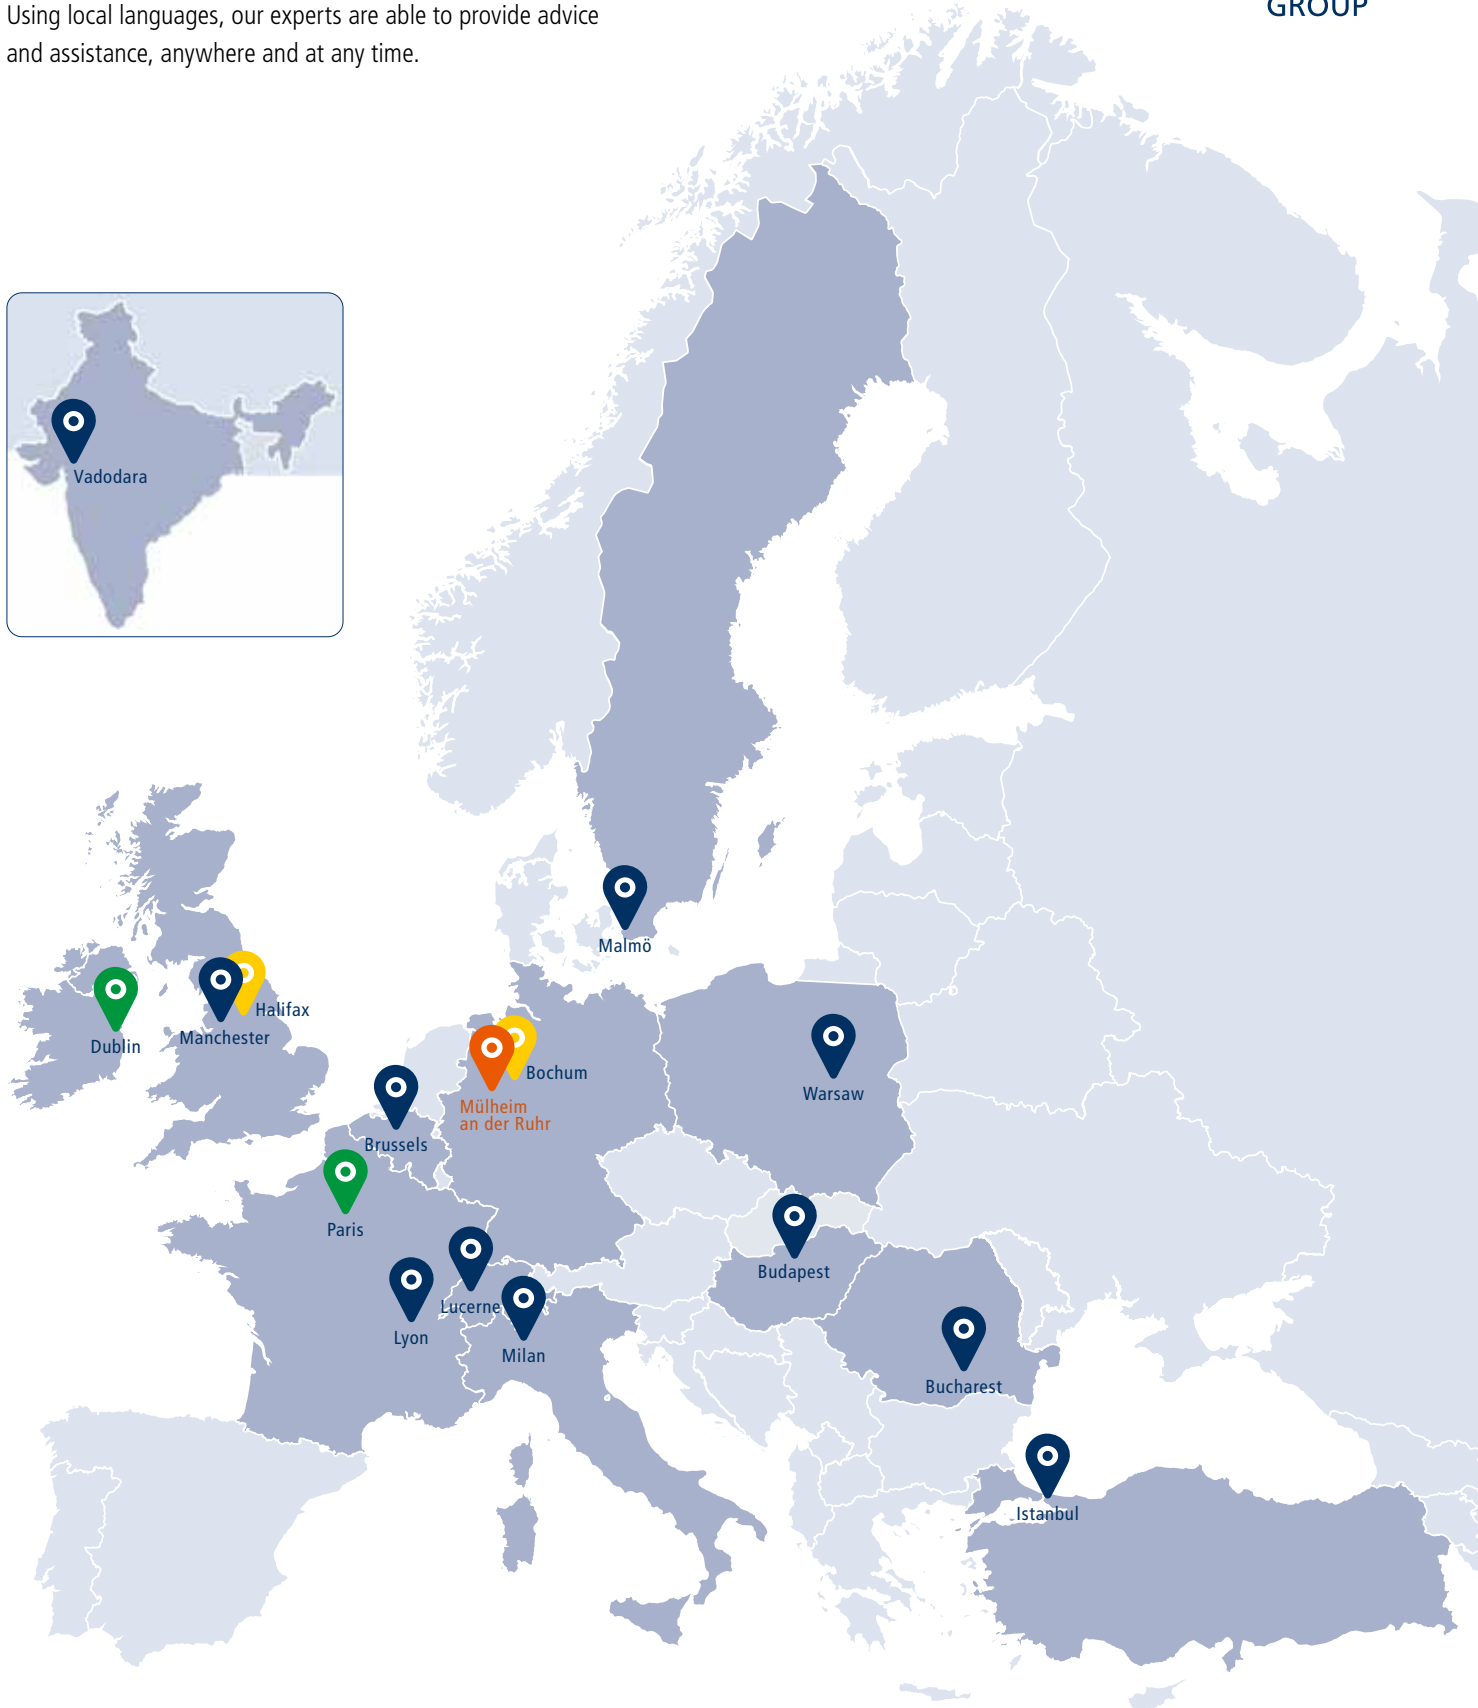 Using local languages, our experts are able to provide advice
and assistance, anywhere and at any time.
GROUP
Vadodara
Malmö
Halifax
Manchester
Dublin
Bochum
Mülheim
an der Ruhr
Warsaw
Brussels
Paris
Budapest
Lucerne
Lyon
Milan
Bucharest
Istanbul